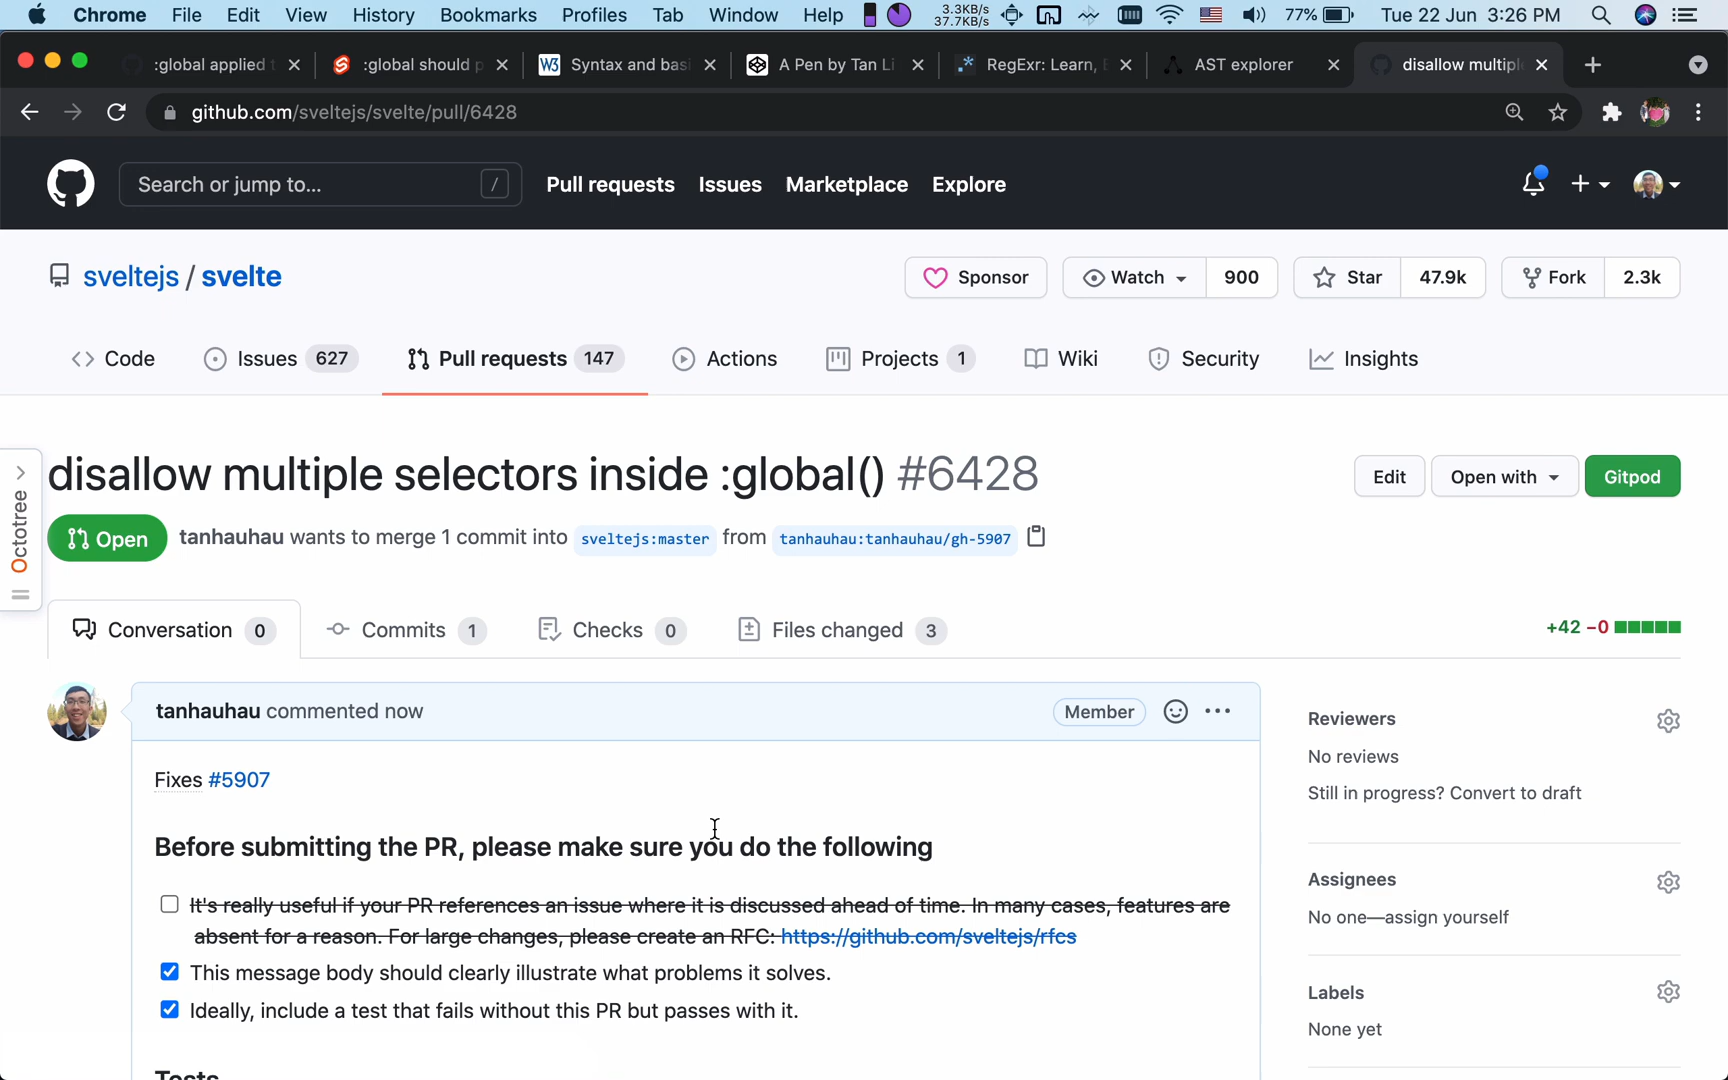 Chrome File Edit View History Bookmarks Profiles Tab Window Help 3.3KB/s 37.7KB/s 77% Tue 22 Jun 3:26 PM
:global applied :global should p Syntax and basi A Pen by Tan Li RegExr: Learn, AST explorer disallow multipl
github.com/sveltejs/svelte/pull/6428
Search or jump to... / Pull requests Issues Marketplace Explore
sveltejs / svelte Sponsor Watch 900 Star 47.9k Fork 2.3k
Code Issues 627 Pull requests 147 Actions Projects 1 Wiki Security Insights
disallow multiple selectors inside :global() #6428 Edit Open with Gitpod
Octotree
Open tanhauhau wants to merge 1 commit into sveltejs:master from tanhauhau:tanhauhau/gh-5907
Conversation 0 Commits 1 Checks 0 Files changed 3 +42 −0
tanhauhau commented now Member
Fixes #5907
Before submitting the PR, please make sure you do the following
It's really useful if your PR references an issue where it is discussed ahead of time. In many cases, features are
absent for a reason. For large changes, please create an RFC: https://github.com/sveltejs/rfcs
This message body should clearly illustrate what problems it solves.
Ideally, include a test that fails without this PR but passes with it.
Tests
Reviewers
No reviews
Still in progress? Convert to draft
Assignees
No one—assign yourself
Labels
None yet